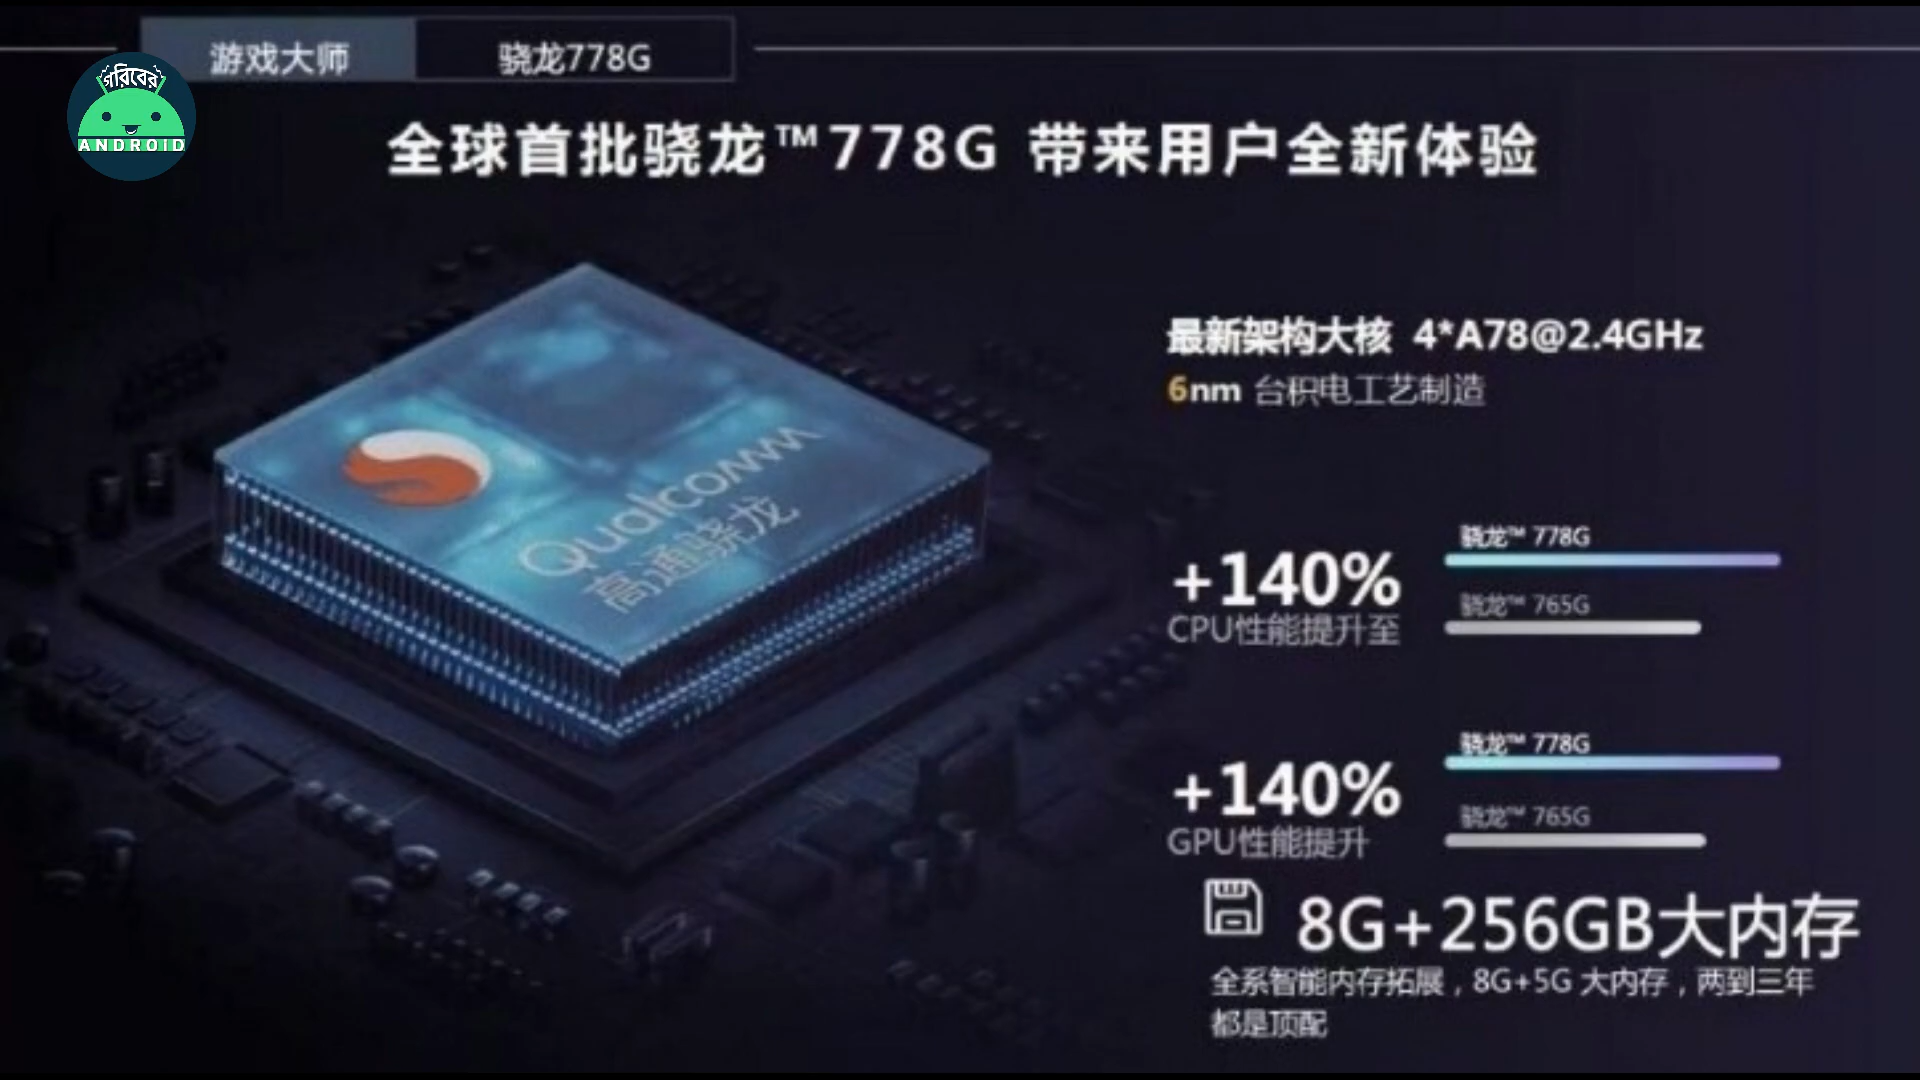 游戏大师
骁龙778G
গরিবের
ANDROID
全球首批骁龙™778G 带来用户全新体验
最新架构大核 4*A78@2.4GHz
6nm 台积电工艺制造
Qualcomm
高通骁龙
骁龙™ 778G
+140%
CPU性能提升至
骁龙™ 765G
骁龙™ 778G
+140%
GPU性能提升
骁龙™ 765G
8G+256GB大内存
全系智能内存拓展，8G+5G 大内存，两到三年
都是顶配